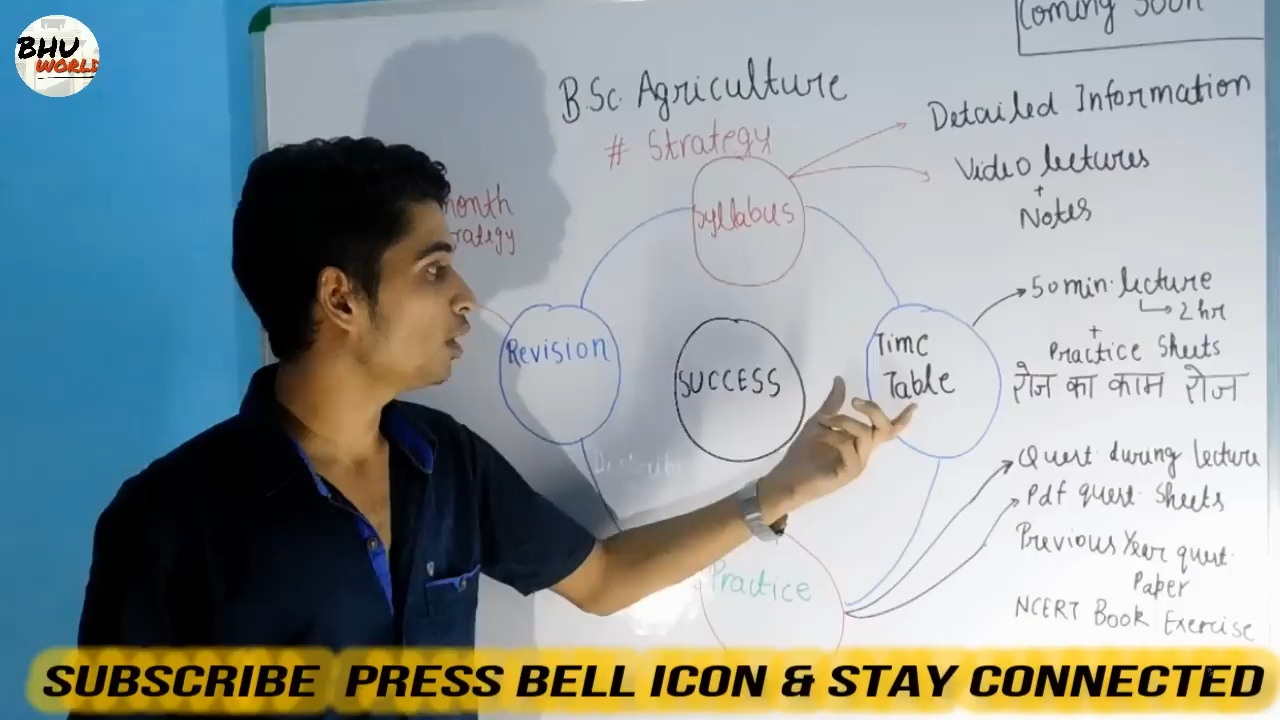 BHU
WORLD
Coming Soon
B.Sc. Agriculture
# Strategy
Detailed Information
Video lectures
+
Notes
month
Syllabus
50 min. lecture
2 hr
+
Practice Sheets
रोज का काम रोज
Revision
SUCCESS
Time
Table
Quest during lecture
Pdf quest. Sheets
Previous Year quest.
Paper
NCERT Book Exercise
Practice
SUBSCRIBE PRESS BELL ICON & STAY CONNECTED